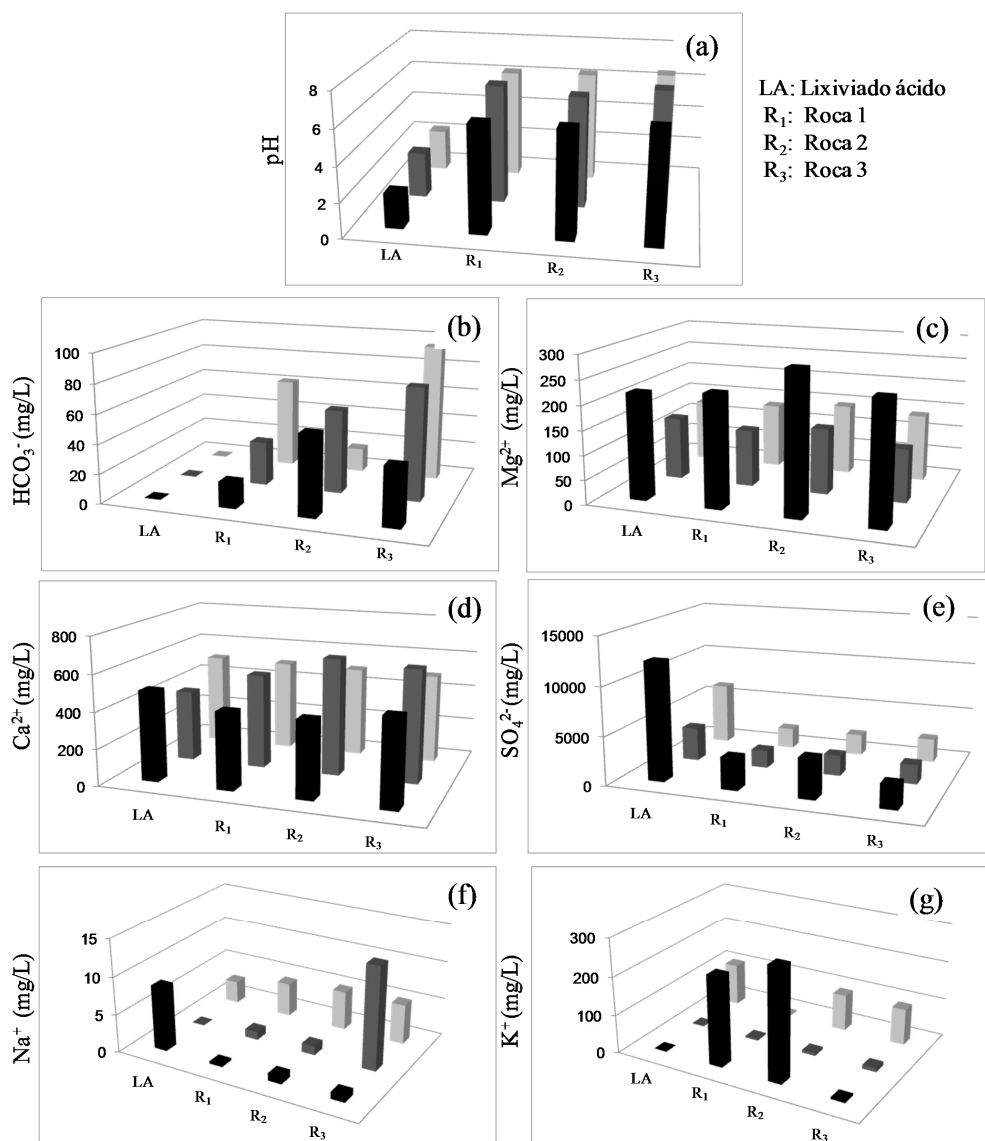 (a)
pH
8
6
4
2
0
LA
R₁
R₂
R₃
LA: Lixiviado ácido
R₁: Roca 1
R₂: Roca 2
R₃: Roca 3
(b)
HCO₃⁻ (mg/L)
100
80
60
40
20
0
LA
R₁
R₂
R₃
(c)
Mg²⁺ (mg/L)
300
250
200
150
100
50
0
LA
R₁
R₂
R₃
(d)
Ca²⁺ (mg/L)
800
600
400
200
0
LA
R₁
R₂
R₃
(e)
SO₄²⁻ (mg/L)
15000
10000
5000
0
LA
R₁
R₂
R₃
(f)
Na⁺ (mg/L)
15
10
5
0
LA
R₁
R₂
R₃
(g)
K⁺ (mg/L)
300
200
100
0
LA
R₁
R₂
R₃